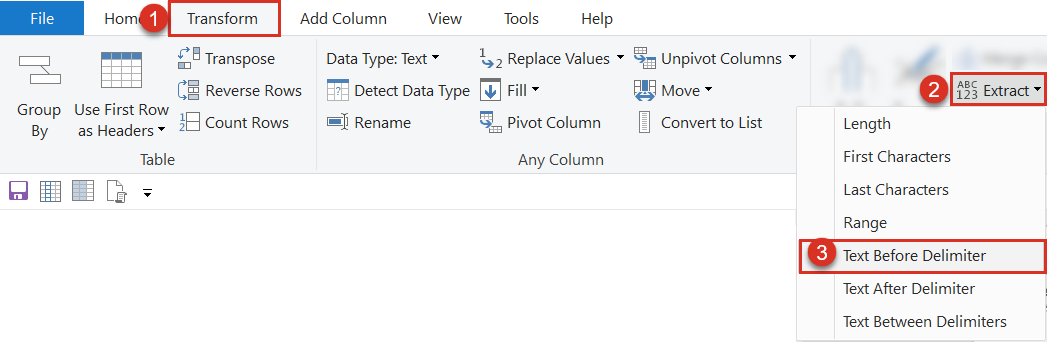 File Home 1 Transform Add Column View Tools Help
Group By
Use First Row as Headers
Transpose
Reverse Rows
Count Rows
Table
Data Type: Text
Detect Data Type
Rename
1 2 Replace Values
Fill
Pivot Column
Unpivot Columns
Move
Convert to List
Any Column
2 ABC 123 Extract
Length
First Characters
Last Characters
Range
3 Text Before Delimiter
Text After Delimiter
Text Between Delimiters